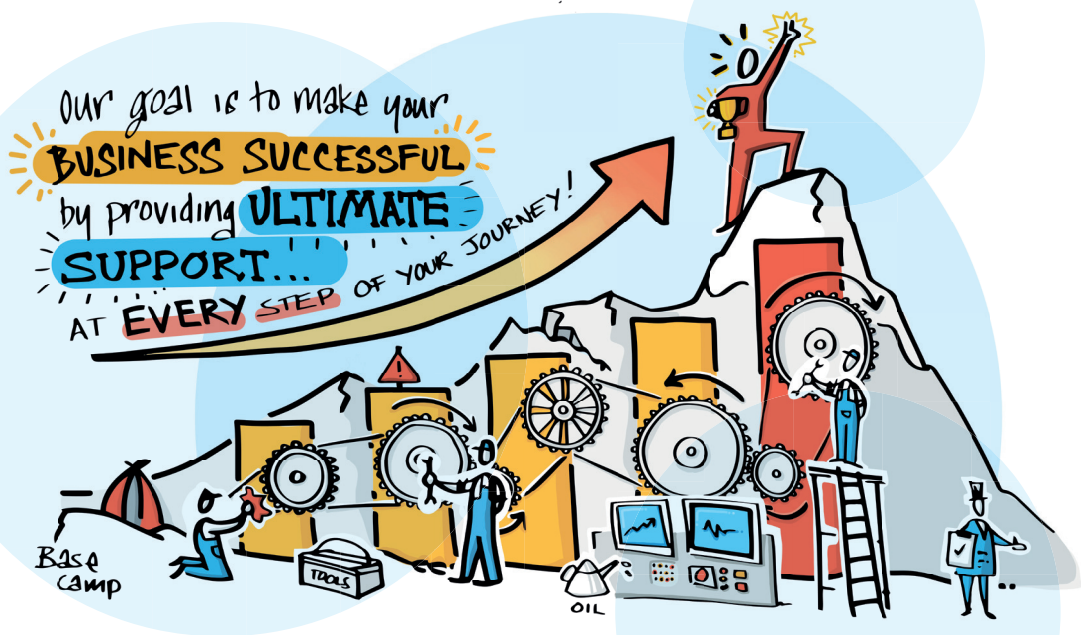 our goal is to make your
BUSINESS SUCCESSFUL
by providing ULTIMATE
SUPPORT...
AT EVERY STEP OF YOUR JOURNEY!
Base
camp
TOOLS
OIL